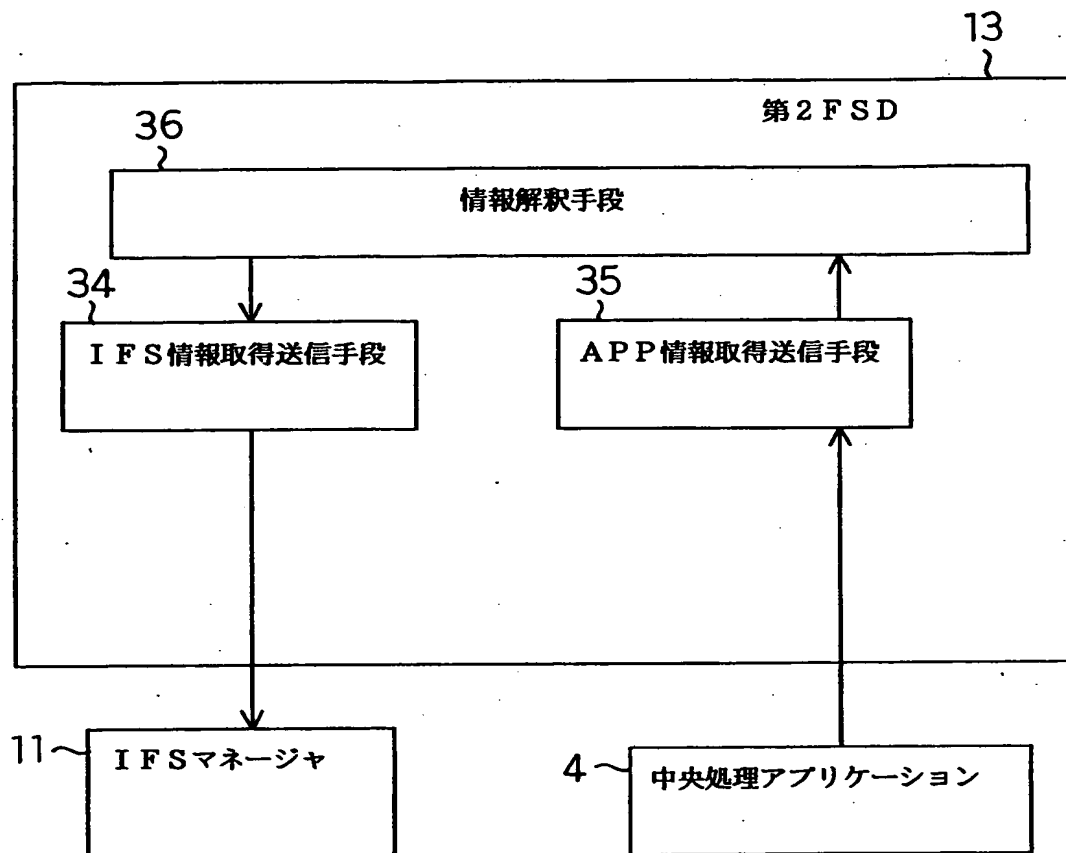 13
第2FSD
36
情報解釈手段
34
IFS情報取得送信手段
35
APP情報取得送信手段
11
IFSマネージャ
4
中央処理アプリケーション